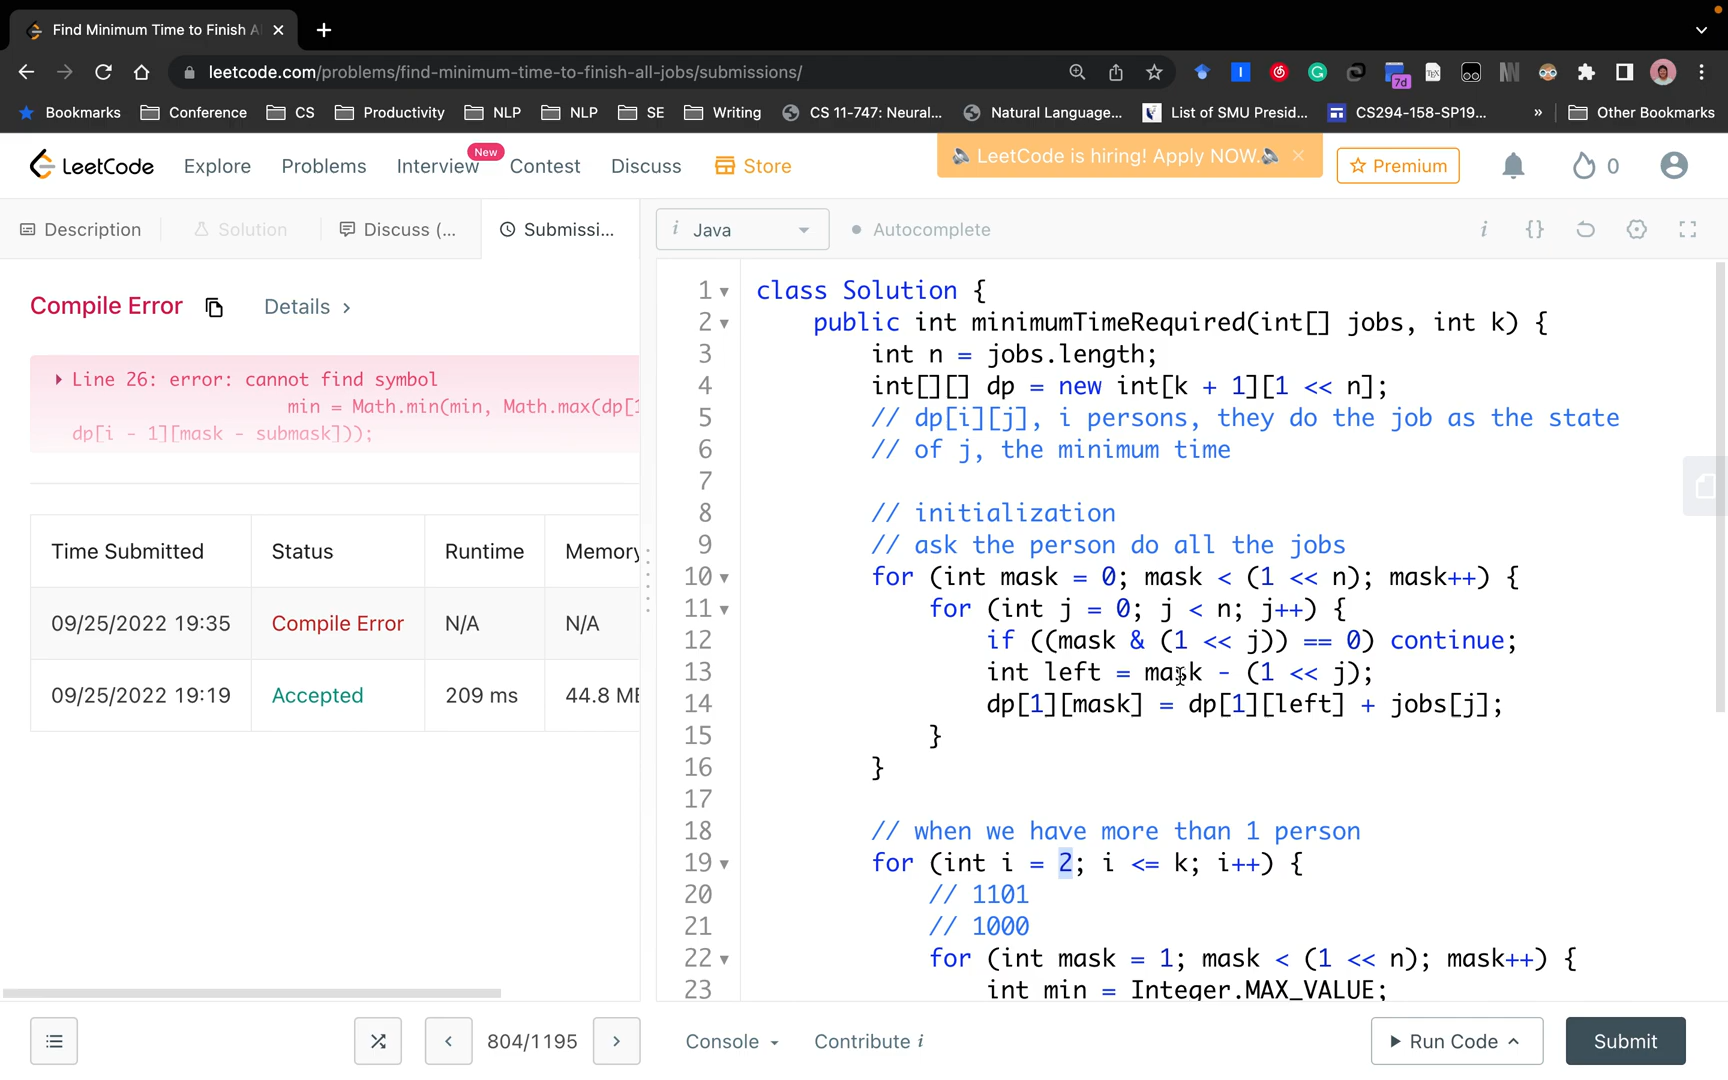 Find Minimum Time to Finish Al
leetcode.com/problems/find-minimum-time-to-finish-all-jobs/submissions/
7d
Bookmarks
Conference
CS
Productivity
NLP
NLP
SE
Writing
CS 11-747: Neural...
Natural Language...
List of SMU Presid...
CS294-158-SP19...
»
Other Bookmarks
LeetCode
Explore
Problems
Interview
New
Contest
Discuss
Store
LeetCode is hiring! Apply NOW.
Premium
0
Description
Solution
Discuss (...
Submissi...
i Java
Autocomplete
Compile Error
Details >
Line 26: error: cannot find symbol
min = Math.min(min, Math.max(dp[1
dp[i - 1][mask - submask]));
Time Submitted Status Runtime Memory
09/25/2022 19:35 Compile Error N/A N/A
09/25/2022 19:19 Accepted 209 ms 44.8 ME
1 class Solution {
2 public int minimumTimeRequired(int[] jobs, int k) {
3 int n = jobs.length;
4 int[][] dp = new int[k + 1][1 << n];
5 // dp[i][j], i persons, they do the job as the state
6 // of j, the minimum time
7
8 // initialization
9 // ask the person do all the jobs
10 for (int mask = 0; mask < (1 << n); mask++) {
11 for (int j = 0; j < n; j++) {
12 if ((mask & (1 << j)) == 0) continue;
13 int left = mask - (1 << j);
14 dp[1][mask] = dp[1][left] + jobs[j];
15 }
16 }
17
18 // when we have more than 1 person
19 for (int i = 2; i <= k; i++) {
20 // 1101
21 // 1000
22 for (int mask = 1; mask < (1 << n); mask++) {
23 int min = Integer.MAX_VALUE;
804/1195
Console
Contribute i
Run Code
Submit